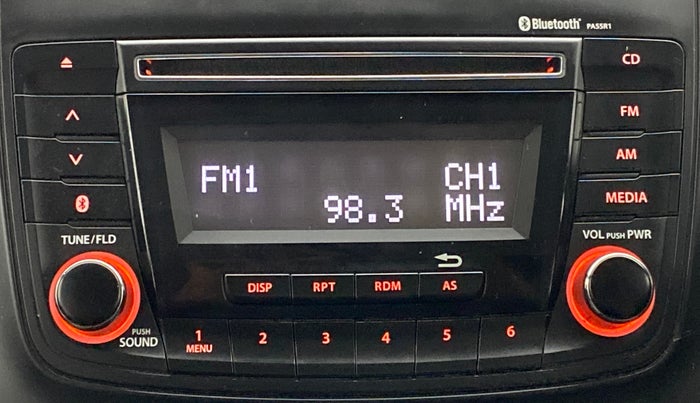 Bluetooth PA5SR1
CD
FM
AM
MEDIA
FM1 CH1
98.3 MHz
TUNE/FLD
VOL PUSH PWR
DISP RPT RDM AS
PUSH
SOUND
1 2 3 4 5 6
MENU